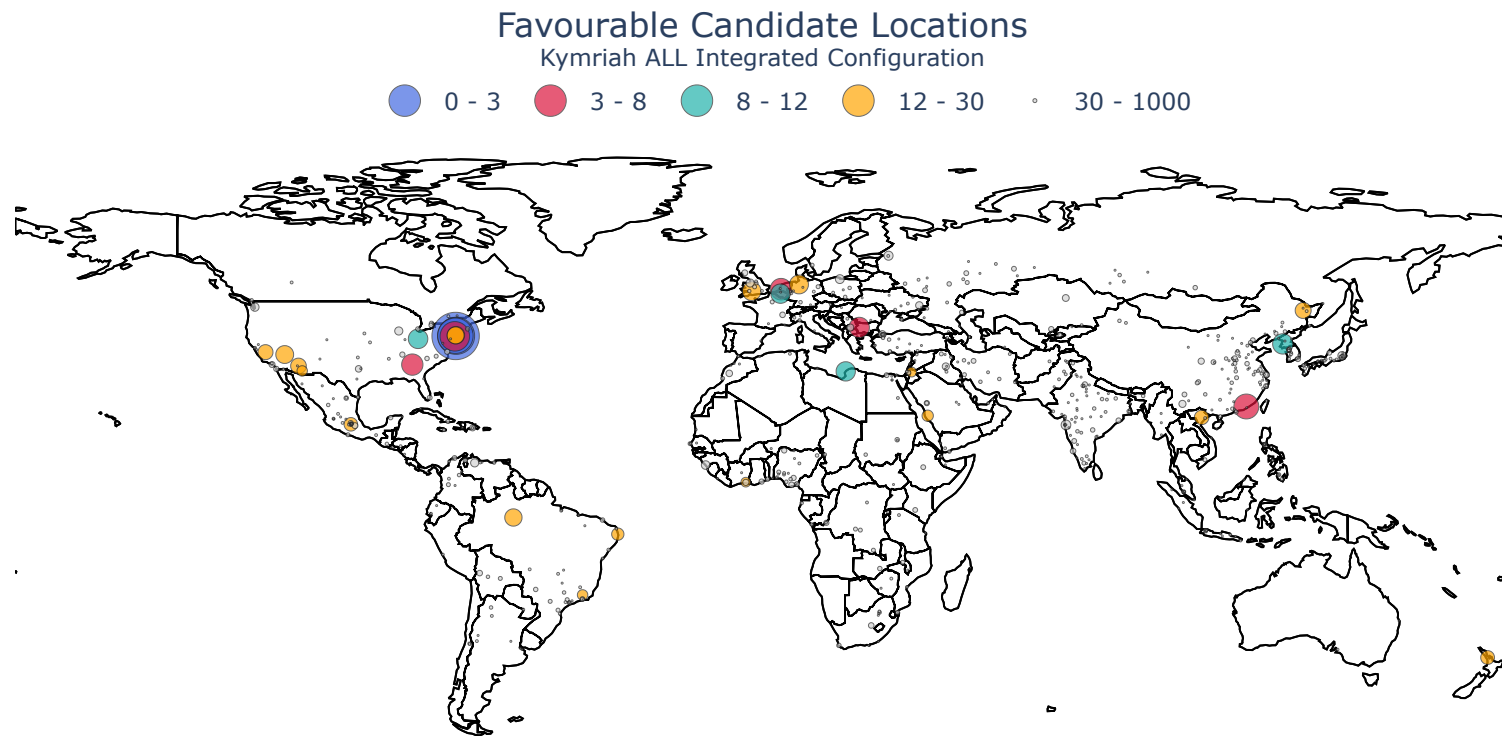 Favourable Candidate Locations
Kymriah ALL Integrated Configuration
0 - 3 3 - 8 8 - 12 12 - 30 30 - 1000